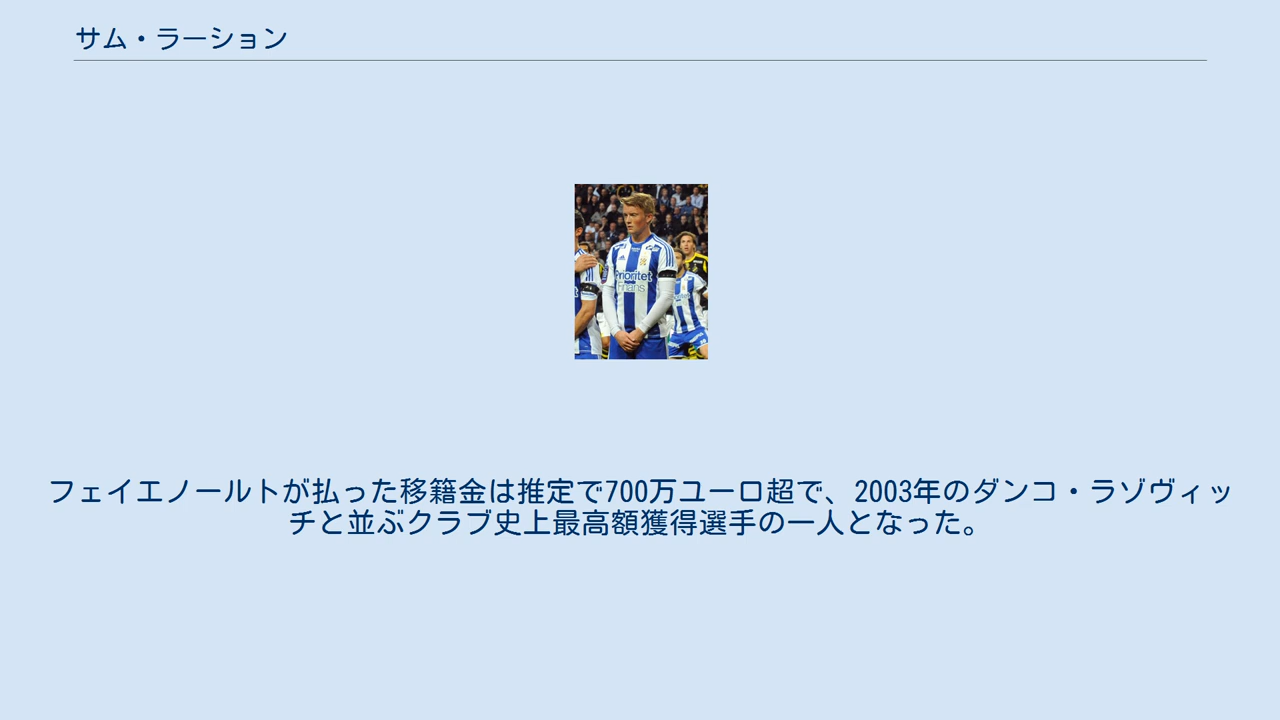 サム・ラーション
Prioritet
Finans
フェイエノールトが払った移籍金は推定で700万ユーロ超で、2003年のダンコ・ラゾヴィッ
チと並ぶクラブ史上最高額獲得選手の一人となった。